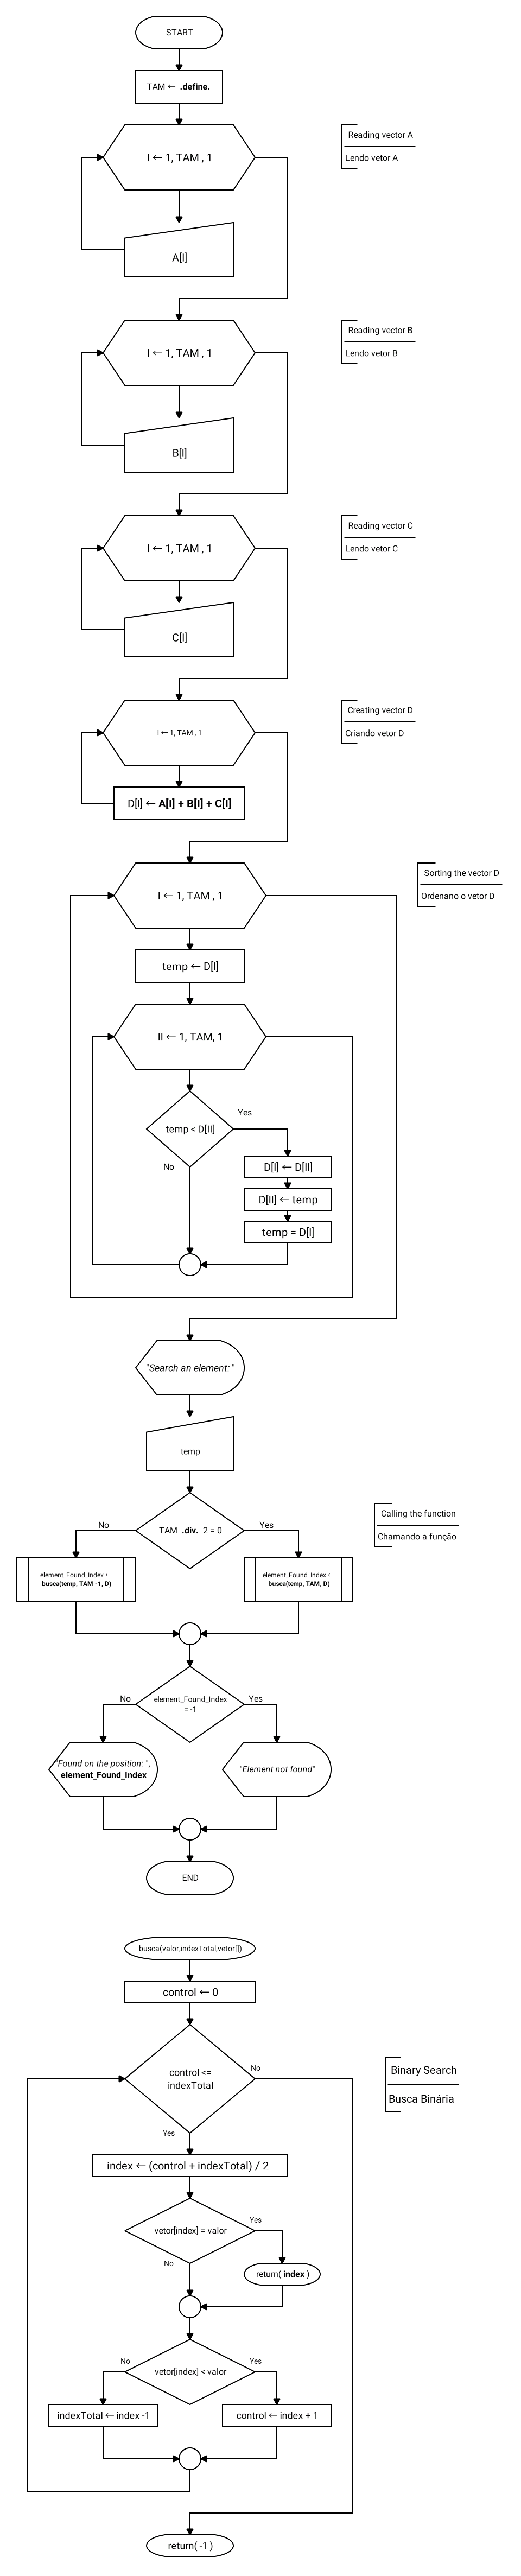 START
TAM ← .define.
I ← 1, TAM , 1
Reading vector A
Lendo vetor A
A[I]
I ← 1, TAM , 1
Reading vector B
Lendo vetor B
B[I]
I ← 1, TAM , 1
Reading vector C
Lendo vetor C
C[I]
I ← 1, TAM , 1
Creating vector D
Criando vetor D
D[I] ← A[I] + B[I] + C[I]
I ← 1, TAM , 1
Sorting the vector D
Ordenano o vetor D
temp ← D[I]
II ← 1, TAM, 1
temp < D[II]
Yes
No
D[I] ← D[II]
D[II] ← temp
temp = D[I]
"Search an element: "
temp
TAM .div. 2 = 0
No
Yes
Calling the function
Chamando a função
element_Found_Index ←
busca(temp, TAM -1, D)
element_Found_Index ←
busca(temp, TAM, D)
element_Found_Index
= -1
No
Yes
"Found on the position: ",
element_Found_Index
"Element not found"
END
busca(valor,indexTotal,vetor[])
control ← 0
control <=
indexTotal
No
Yes
Binary Search
Busca Binária
index ← (control + indexTotal) / 2
vetor[index] = valor
Yes
No
return( index )
vetor[index] < valor
No
Yes
indexTotal ← index -1
control ← index + 1
return( -1 )